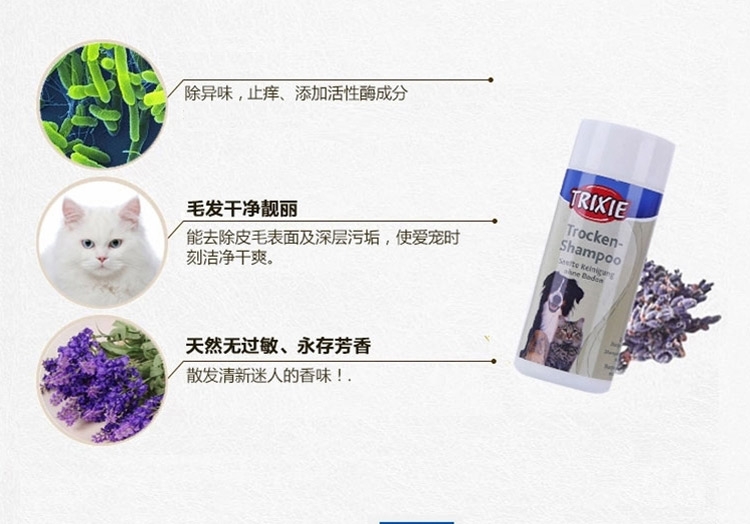 除异味，止痒、添加活性酶成分
毛发干净靓丽
能去除皮毛表面及深层污垢，使爱宠时
刻洁净干爽。
天然无过敏、永存芳香
散发清新迷人的香味！.
TRIXIE
Trocken-
Shampoo
Sanfte Reinigung
ohne Baden